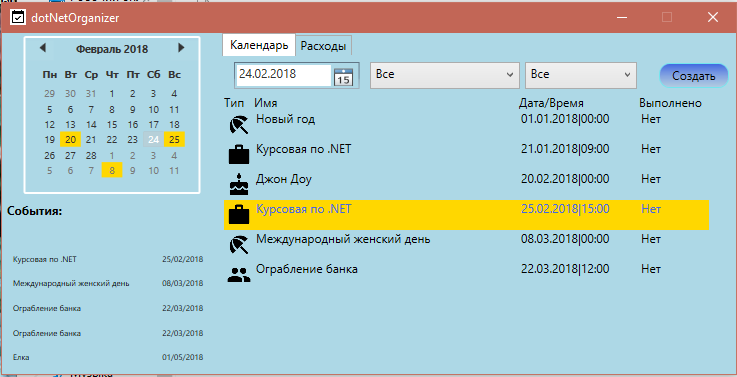 dotNetOrganizer
Февраль 2018
Пн Вт Ср Чт Пт Сб Вс
29 30 31 1 2 3 4
5 6 7 8 9 10 11
12 13 14 15 16 17 18
19 20 21 22 23 24 25
26 27 28 1 2 3 4
5 6 7 8 9 10 11
События:
Курсовая по .NET 25/02/2018
Международный женский день 08/03/2018
Ограбление банка 22/03/2018
Ограбление банка 22/03/2018
Елка 01/05/2018
Календарь Расходы
24.02.2018 15 Все Все Создать
Тип Имя Дата/Время Выполнено
Новый год 01.01.2018|00:00 Нет
Курсовая по .NET 21.01.2018|09:00 Нет
Джон Доу 20.02.2018|00:00 Нет
Курсовая по .NET 25.02.2018|15:00 Нет
Международный женский день 08.03.2018|00:00 Нет
Ограбление банка 22.03.2018|12:00 Нет